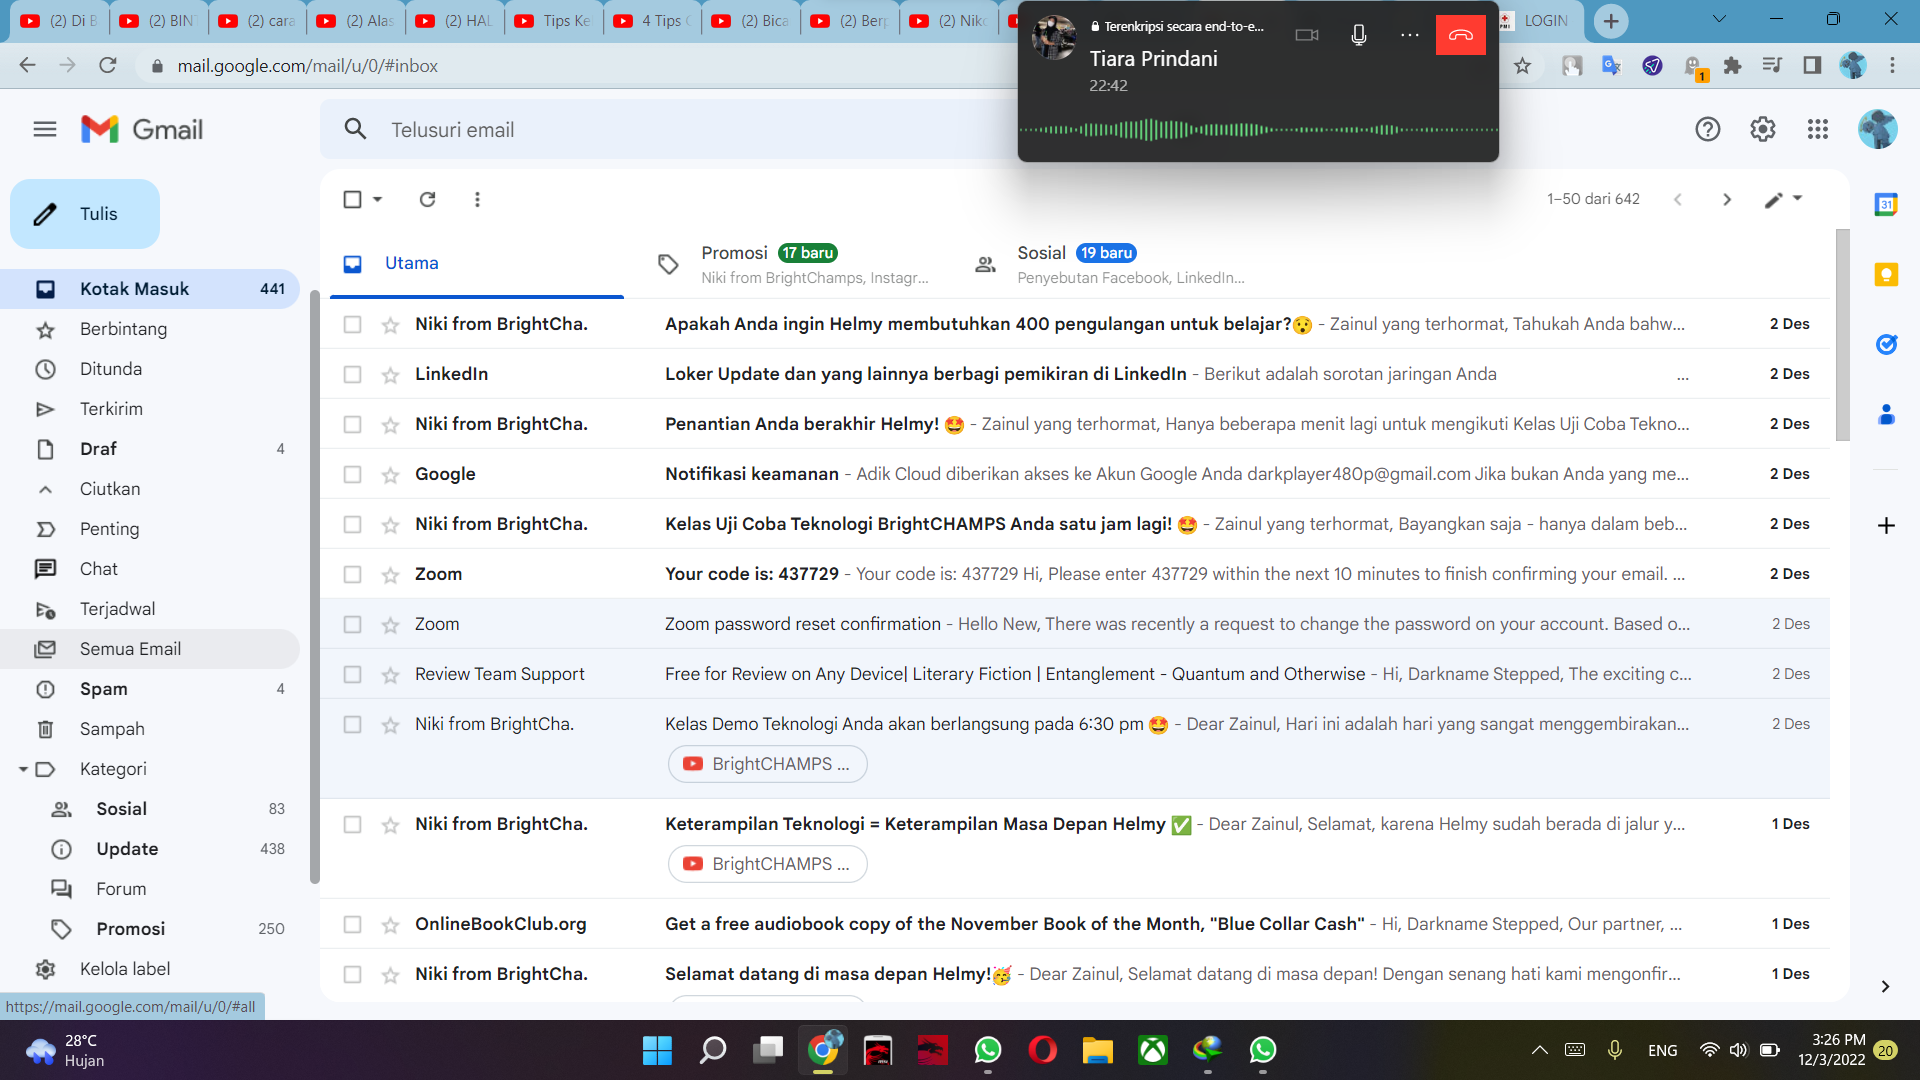 (2) Di B
(2) BIN
(2) cara
(2) Alas
(2) HAL
Tips Ke
4 Tips
(2) Bica
(2) Berp
(2) Nik
LOGIN
mail.google.com/mail/u/0/#inbox
Terenkripsi secara end-to-e...
Tiara Prindani
22:42
1
Gmail
Telusuri email
Tulis
1–50 dari 642
31
Utama
Promosi 17 baru
Niki from BrightChamps, Instagr...
Sosial 19 baru
Penyebutan Facebook, LinkedIn...
Kotak Masuk 441
Berbintang
Ditunda
Terkirim
Draf 4
Ciutkan
Penting
Chat
Terjadwal
Semua Email
Spam 4
Sampah
Kategori
Sosial 83
Update 438
Forum
Promosi 250
Kelola label
Niki from BrightCha. Apakah Anda ingin Helmy membutuhkan 400 pengulangan untuk belajar?😯 - Zainul yang terhormat, Tahukah Anda bahw... 2 Des
LinkedIn Loker Update dan yang lainnya berbagi pemikiran di LinkedIn - Berikut adalah sorotan jaringan Anda ... 2 Des
Niki from BrightCha. Penantian Anda berakhir Helmy! 🤩 - Zainul yang terhormat, Hanya beberapa menit lagi untuk mengikuti Kelas Uji Coba Tekno... 2 Des
Google Notifikasi keamanan - Adik Cloud diberikan akses ke Akun Google Anda darkplayer480p@gmail.com Jika bukan Anda yang me... 2 Des
Niki from BrightCha. Kelas Uji Coba Teknologi BrightCHAMPS Anda satu jam lagi! 🤩 - Zainul yang terhormat, Bayangkan saja - hanya dalam beb... 2 Des
Zoom Your code is: 437729 - Your code is: 437729 Hi, Please enter 437729 within the next 10 minutes to finish confirming your email. ... 2 Des
Zoom Zoom password reset confirmation - Hello New, There was recently a request to change the password on your account. Based o... 2 Des
Review Team Support Free for Review on Any Device| Literary Fiction | Entanglement - Quantum and Otherwise - Hi, Darkname Stepped, The exciting c... 2 Des
Niki from BrightCha. Kelas Demo Teknologi Anda akan berlangsung pada 6:30 pm 🤩 - Dear Zainul, Hari ini adalah hari yang sangat menggembirakan... 2 Des
BrightCHAMPS ...
Niki from BrightCha. Keterampilan Teknologi = Keterampilan Masa Depan Helmy ✅ - Dear Zainul, Selamat, karena Helmy sudah berada di jalur y... 1 Des
BrightCHAMPS ...
OnlineBookClub.org Get a free audiobook copy of the November Book of the Month, "Blue Collar Cash" - Hi, Darkname Stepped, Our partner, ... 1 Des
Niki from BrightCha. Selamat datang di masa depan Helmy!🥳 - Dear Zainul, Selamat datang di masa depan! Dengan senang hati kami mengonfir... 1 Des
https://mail.google.com/mail/u/0/#all
28°C
Hujan
ENG
3:26 PM
12/3/2022
20